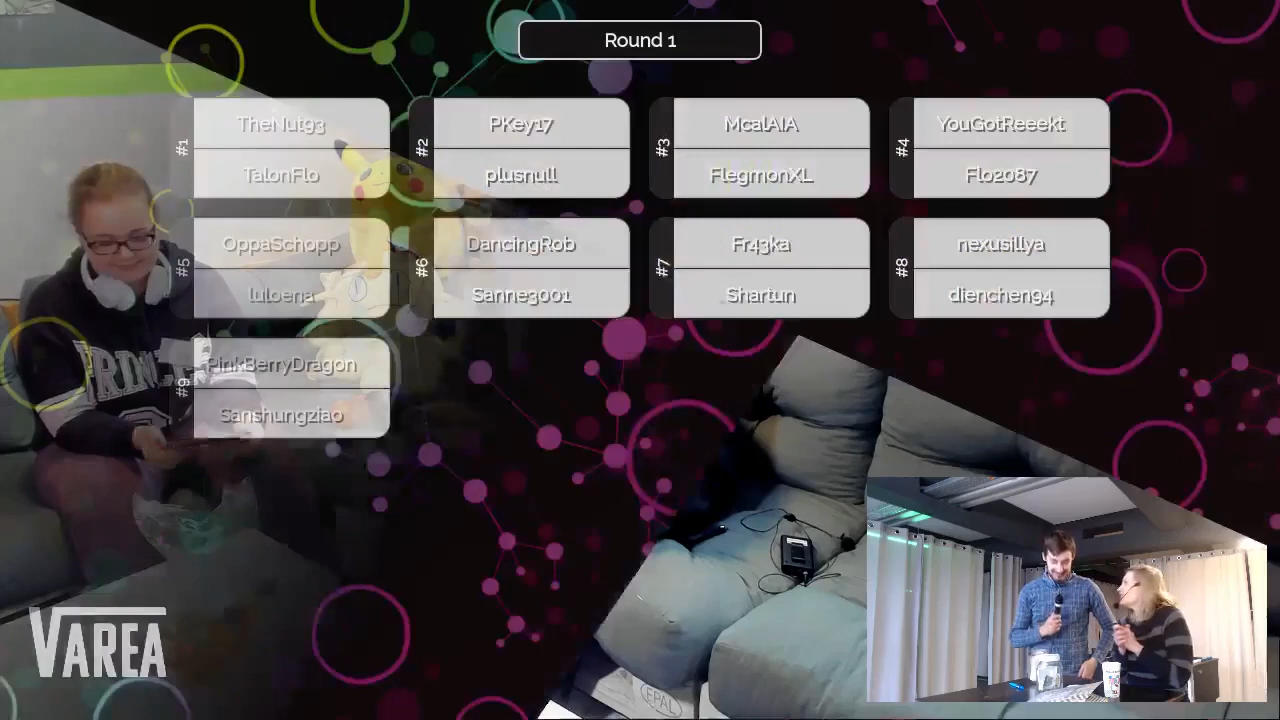 Round 1
#1
TheNut93
TalonFlo
#2
PKey17
plusnull
#3
McalAIA
FlegmonXL
#4
YouGotReeekt
Flo2087
#5
OppaSchopp
luloena
#6
DancingRob
Sanne3001
#7
Fr43ka
Shartun
#8
nexusillya
dienchen94
#9
PinkBerryDragon
Sanshungziao
EPAL
VAREA